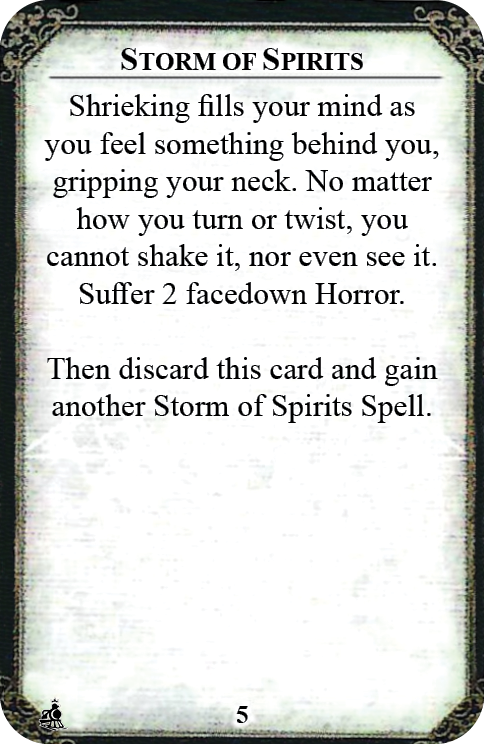 STORM OF SPIRITS
Shrieking fills your mind as
you feel something behind you,
gripping your neck. No matter
how you turn or twist, you
cannot shake it, nor even see it.
Suffer 2 facedown Horror.
Then discard this card and gain
another Storm of Spirits Spell.
5